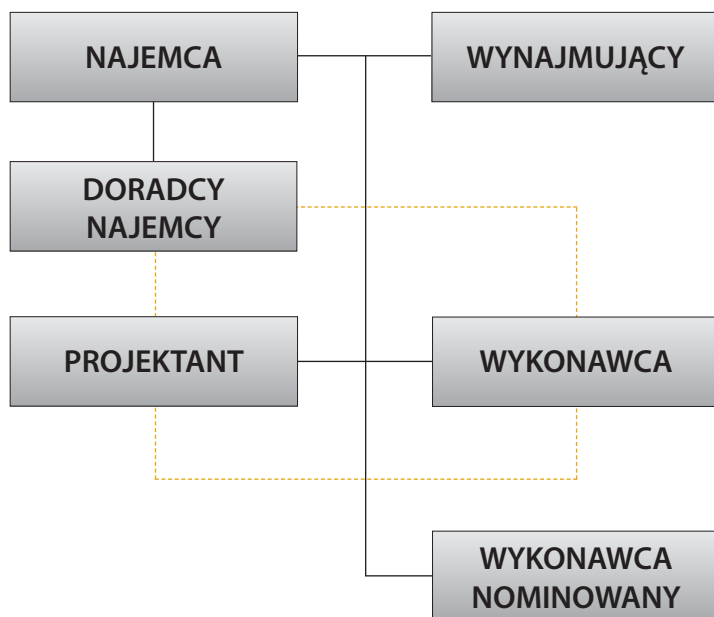 NAJEMCA
WYNAJMUJĄCY
DORADCY
NAJEMCY
PROJEKTANT
WYKONAWCA
WYKONAWCA
NOMINOWANY